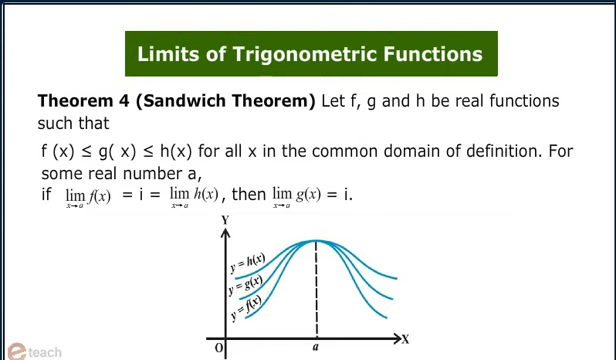 Limits of Trigonometric Functions
Theorem 4 (Sandwich Theorem) Let f, g and h be real functions
such that
f (x) ≤ g( x) ≤ h(x) for all x in the common domain of definition. For
some real number a,
if lim x→a f(x) = i = lim x→a h(x), then lim x→a g(x) = i.
Y
y = h(x)
y = g(x)
y = f(x)
O
a
X
eteach